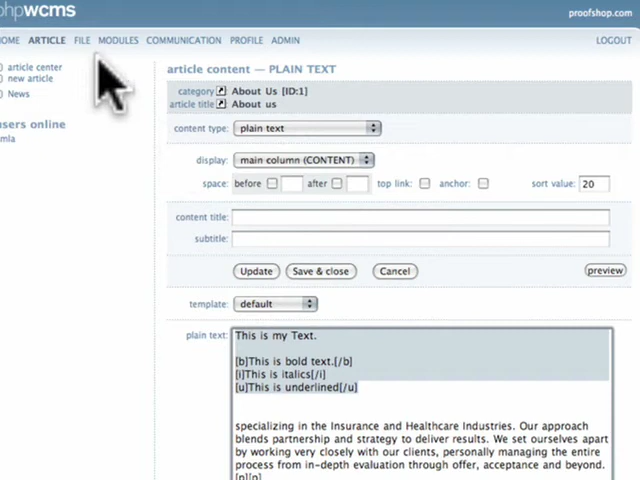 phpwcms
proofshop.com
HOME ARTICLE FILE MODULES COMMUNICATION PROFILE ADMIN LOGOUT
article center
new article
News
users online
article content — PLAIN TEXT
category About Us [ID:1]
article title About us
content type: plain text
display: main column (CONTENT)
space: before after top link: anchor: sort value: 20
content title:
subtitle:
Update Save & close Cancel preview
template: default
plain text: This is my Text.
[b]This is bold text.[/b]
[i]This is italics[/i]
[u]This is underlined[/u]
specializing in the Insurance and Healthcare Industries. Our approach
blends partnership and strategy to deliver results. We set ourselves apart
by working very closely with our clients, personally managing the entire
process from in-depth evaluation through offer, acceptance and beyond.